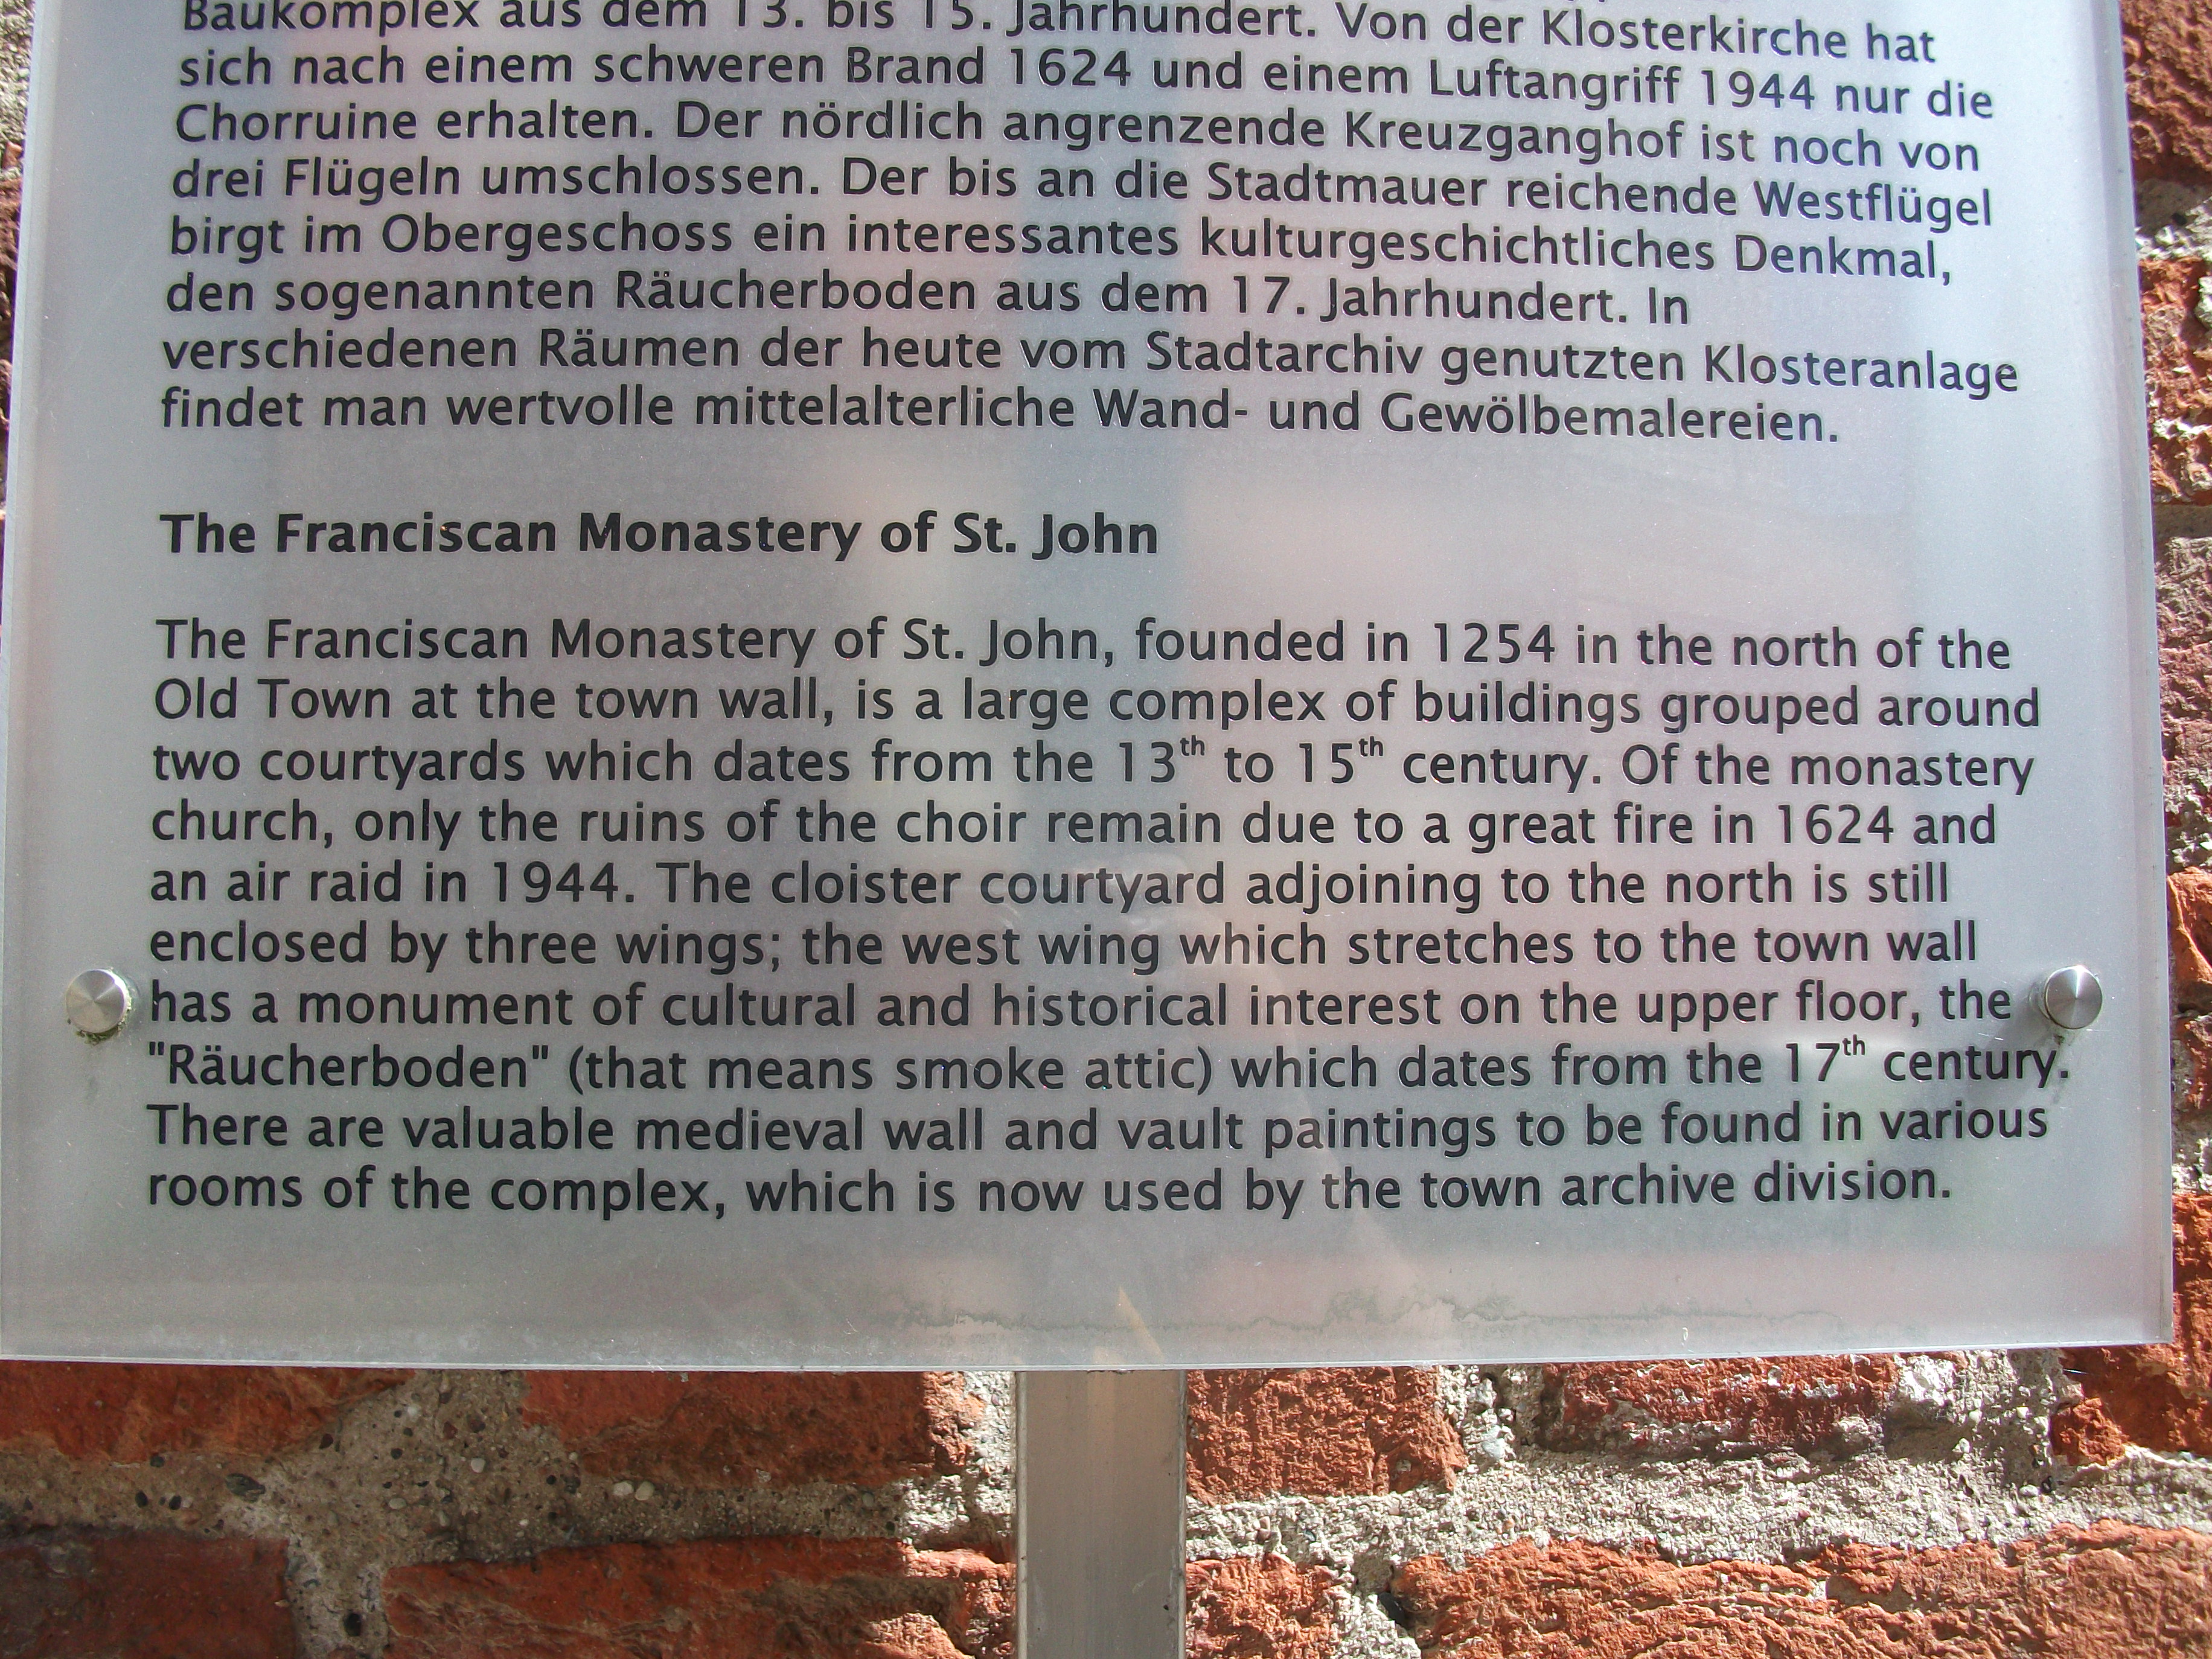 Baukomplex aus dem 13. bis 15. Jahrhundert. Von der Klosterkirche hat
sich nach einem schweren Brand 1624 und einem Luftangriff 1944 nur die
Chorruine erhalten. Der nördlich angrenzende Kreuzganghof ist noch von
drei Flügeln umschlossen. Der bis an die Stadtmauer reichende Westflügel
birgt im Obergeschoss ein interessantes kulturgeschichtliches Denkmal,
den sogenannten Räucherboden aus dem 17. Jahrhundert. In
verschiedenen Räumen der heute vom Stadtarchiv genutzten Klosteranlage
findet man wertvolle mittelalterliche Wand- und Gewölbemalereien.
The Franciscan Monastery of St. John
The Franciscan Monastery of St. John, founded in 1254 in the north of the
Old Town at the town wall, is a large complex of buildings grouped around
two courtyards which dates from the 13th to 15th century. Of the monastery
church, only the ruins of the choir remain due to a great fire in 1624 and
an air raid in 1944. The cloister courtyard adjoining to the north is still
enclosed by three wings; the west wing which stretches to the town wall
has a monument of cultural and historical interest on the upper floor, the
"Räucherboden" (that means smoke attic) which dates from the 17th century.
There are valuable medieval wall and vault paintings to be found in various
rooms of the complex, which is now used by the town archive division.